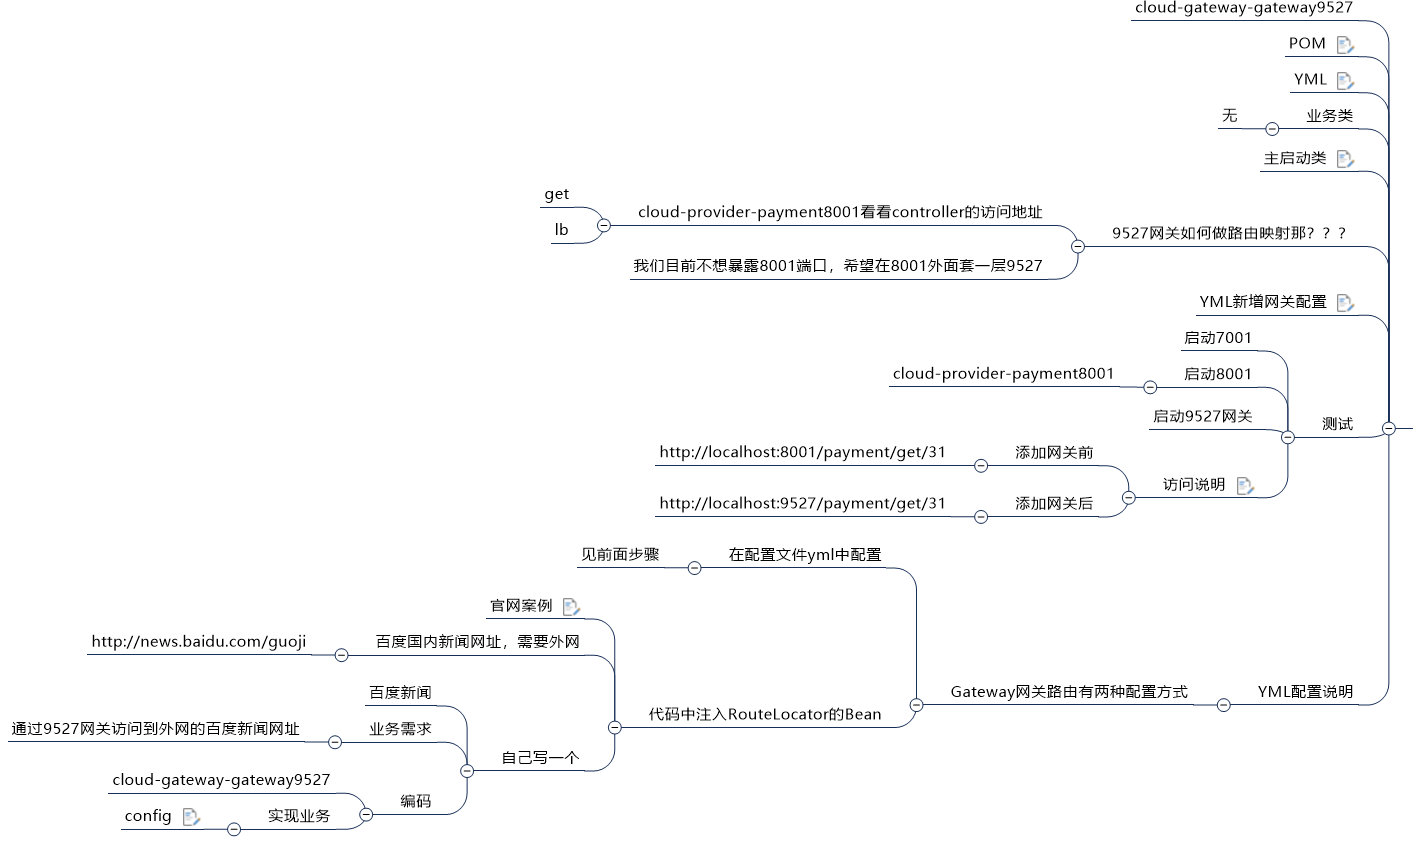 cloud-gateway-gateway9527
POM
YML
业务类
无
主启动类
9527网关如何做路由映射那？？？
cloud-provider-payment8001看看controller的访问地址
get
lb
我们目前不想暴露8001端口，希望在8001外面套一层9527
YML新增网关配置
测试
启动7001
启动8001
cloud-provider-payment8001
启动9527网关
访问说明
添加网关前
http://localhost:8001/payment/get/31
添加网关后
http://localhost:9527/payment/get/31
YML配置说明
Gateway网关路由有两种配置方式
在配置文件yml中配置
见前面步骤
代码中注入RouteLocator的Bean
官网案例
百度国内新闻网址，需要外网
http://news.baidu.com/guoji
自己写一个
百度新闻
业务需求
通过9527网关访问到外网的百度新闻网址
编码
cloud-gateway-gateway9527
实现业务
config